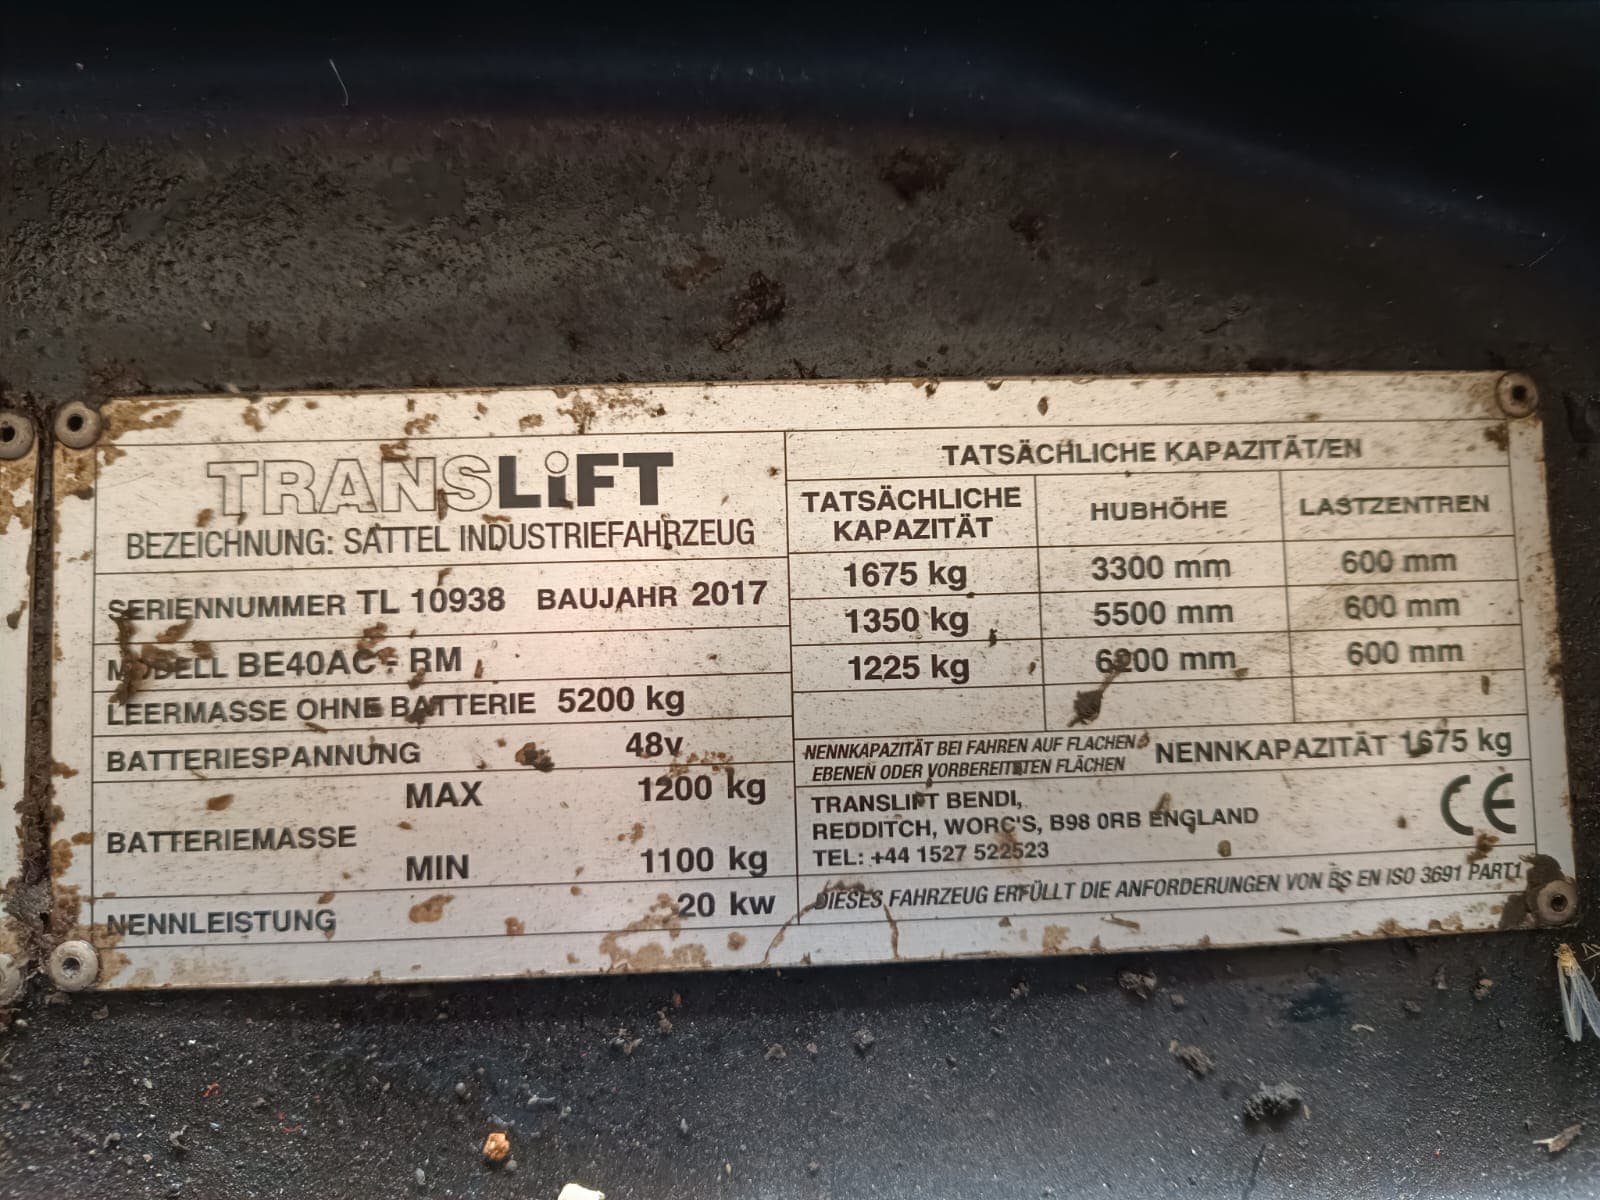 TRANSLiFT
BEZEICHNUNG: SATTEL INDUSTRIEFAHRZEUG
SERIENNUMMER TL 10938 BAUJAHR 2017
MODELL BE40AC - RM
LEERMASSE OHNE BATTERIE 5200 kg
BATTERIESPANNUNG 48v
MAX 1200 kg
BATTERIEMASSE
MIN 1100 kg
NENNLEISTUNG 20 kw
TATSÄCHLICHE KAPAZITÄT/EN
TATSÄCHLICHE
KAPAZITÄT
HUBHÖHE
LASTZENTREN
1675 kg 3300 mm 600 mm
1350 kg 5500 mm 600 mm
1225 kg 6200 mm 600 mm
NENNKAPAZITÄT BEI FAHREN AUF FLACHEN
EBENEN ODER VORBEREITETEN FLÄCHEN
NENNKAPAZITÄT 1675 kg
TRANSLIFT BENDI,
REDDITCH, WORC'S, B98 0RB ENGLAND
TEL: +44 1527 522523
CE
DIESES FAHRZEUG ERFÜLLT DIE ANFORDERUNGEN VON BS EN ISO 3691 PART1